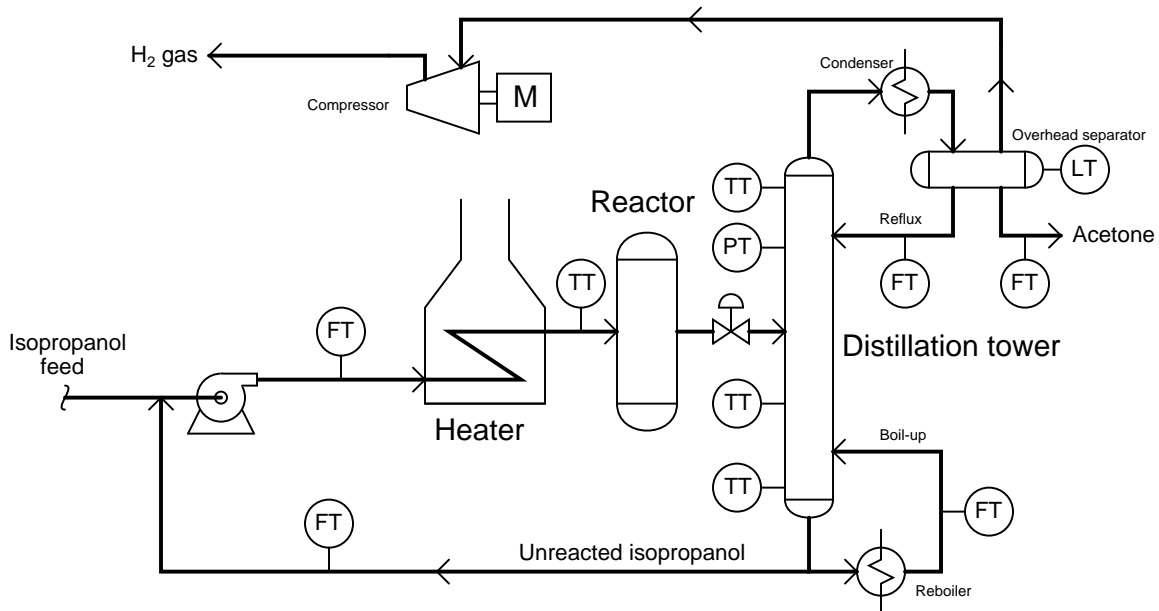 H₂ gas
Compressor
M
Condenser
Overhead separator
LT
TT
Reactor
Reflux
Acetone
PT
FT
FT
TT
FT
Isopropanol
feed
Distillation tower
Heater
TT
Boil-up
TT
FT
FT
Unreacted isopropanol
Reboiler